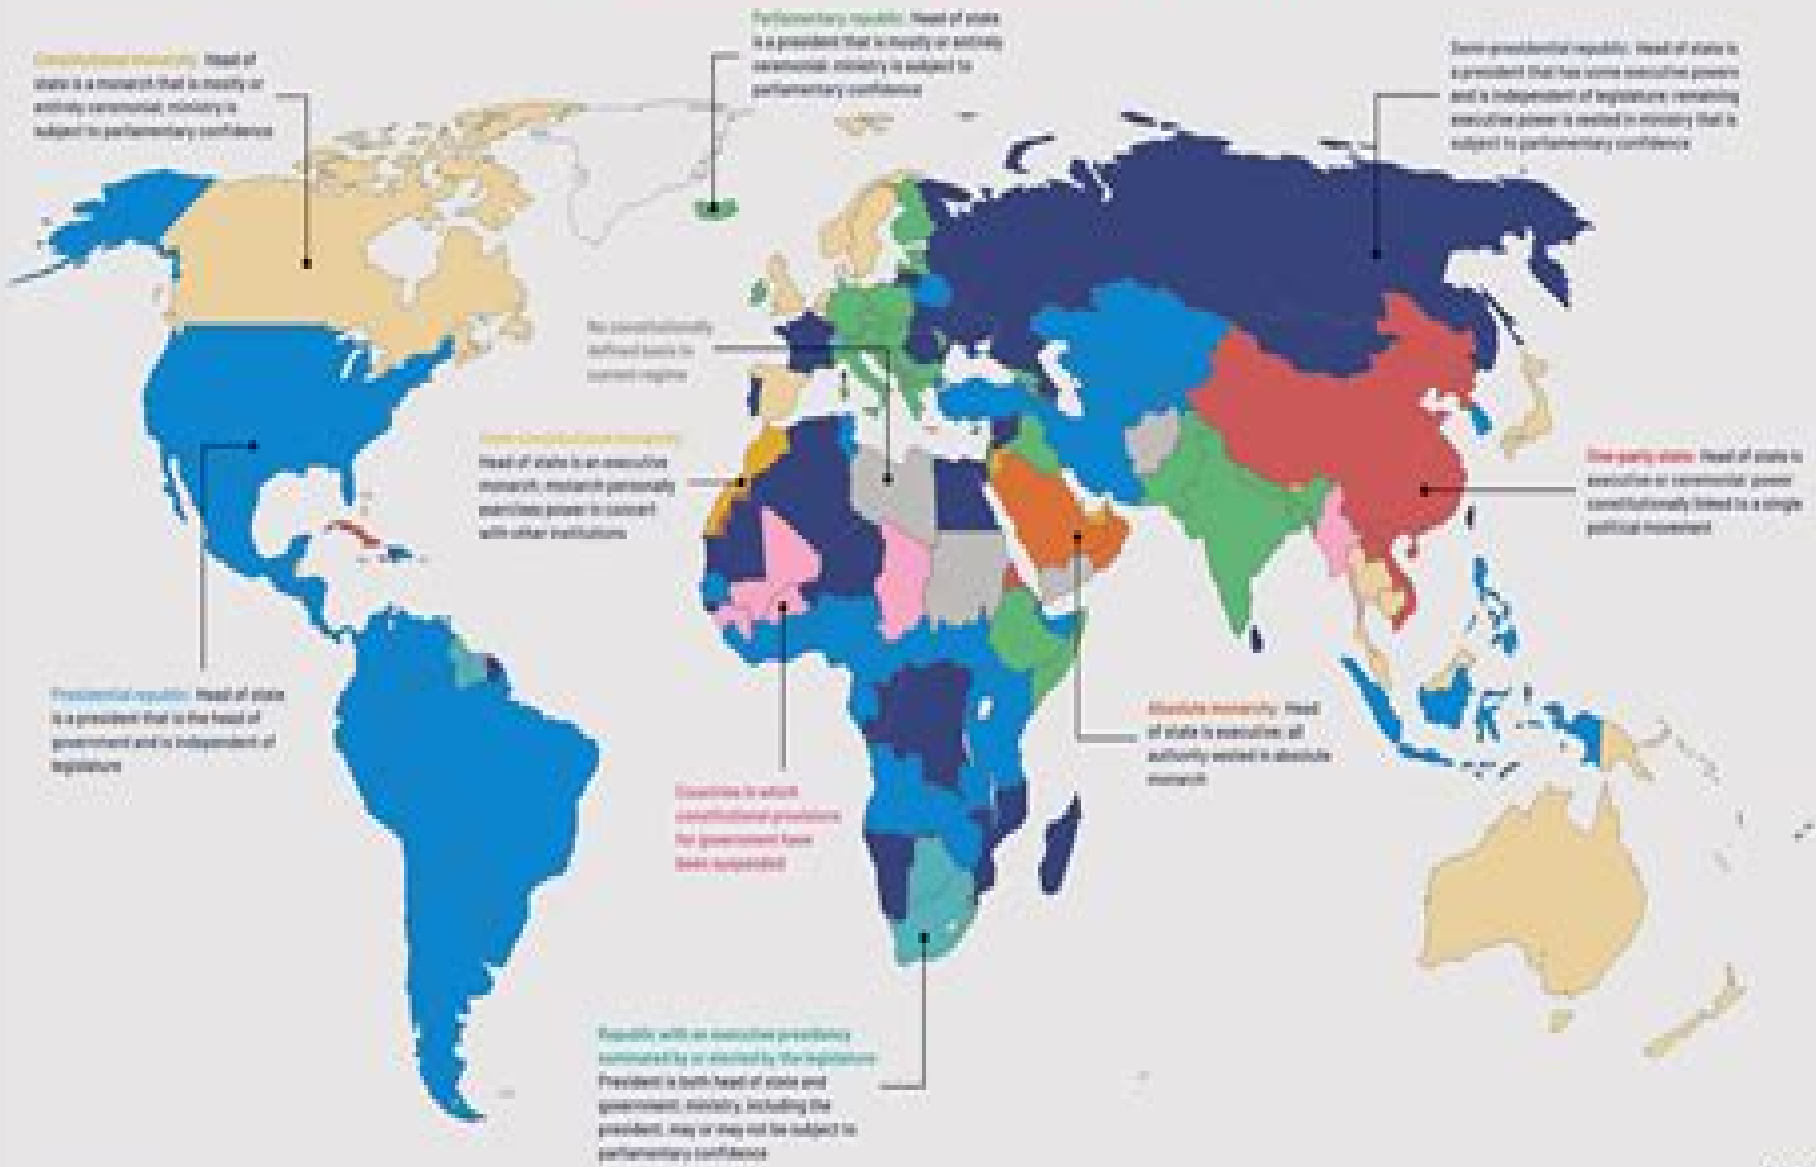 Constitutional monarchy: Head of
state is a monarch that is mostly or
entirely ceremonial; ministry is
subject to parliamentary confidence
Parliamentary republic: Head of state
is a president that is mostly or entirely
ceremonial; ministry is subject to
parliamentary confidence
Semi-presidential republic: Head of state is
a president that has some executive powers
and is independent of legislature; remaining
executive power is vested in ministry that is
subject to parliamentary confidence
No constitutionally
defined basis to
current regime
Semi-constitutional monarchy:
Head of state is an executive
monarch; monarch personally
exercises power in concert
with other institutions
One-party state: Head of state is
executive or ceremonial; power
constitutionally linked to a single
political movement
Presidential republic: Head of state
is a president that is the head of
government and is independent of
legislature
Absolute monarchy: Head
of state is executive; all
authority vested in absolute
monarch
Countries in which
constitutional provisions
for government have
been suspended
Republic with an executive presidency
nominated by or elected by the legislature:
President is both head of state and
government; ministry, including the
president, may or may not be subject to
parliamentary confidence